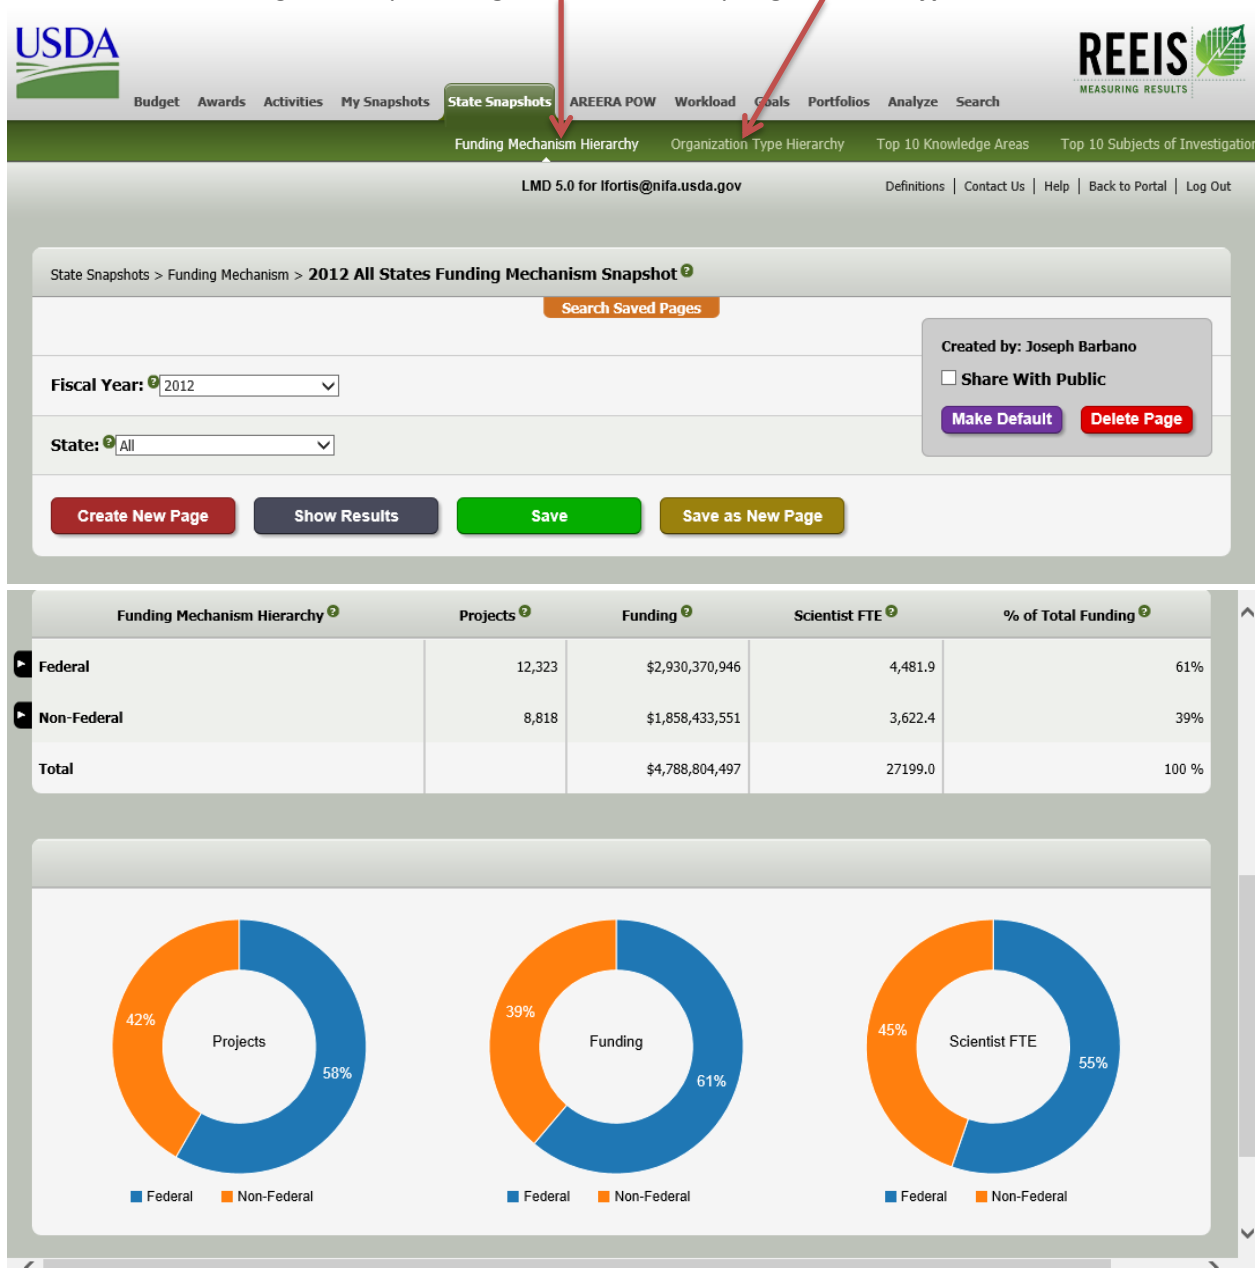 USDA
REEIS
MEASURING RESULTS
Budget Awards Activities My Snapshots State Snapshots AREERA POW Workload Goals Portfolios Analyze Search
Funding Mechanism Hierarchy Organization Type Hierarchy Top 10 Knowledge Areas Top 10 Subjects of Investigation
LMD 5.0 for lfortis@nifa.usda.gov Definitions | Contact Us | Help | Back to Portal | Log Out
State Snapshots > Funding Mechanism > 2012 All States Funding Mechanism Snapshot ?
Search Saved Pages
Created by: Joseph Barbano
Share With Public
Make Default Delete Page
Fiscal Year: ? 2012
State: ? All
Create New Page Show Results Save Save as New Page
Funding Mechanism Hierarchy ? Projects ? Funding ? Scientist FTE ? % of Total Funding ?
Federal 12,323 $2,930,370,946 4,481.9 61%
Non-Federal 8,818 $1,858,433,551 3,622.4 39%
Total $4,788,804,497 27199.0 100 %
42% Projects 58%
39% Funding 61%
45% Scientist FTE 55%
Federal Non-Federal
Federal Non-Federal
Federal Non-Federal